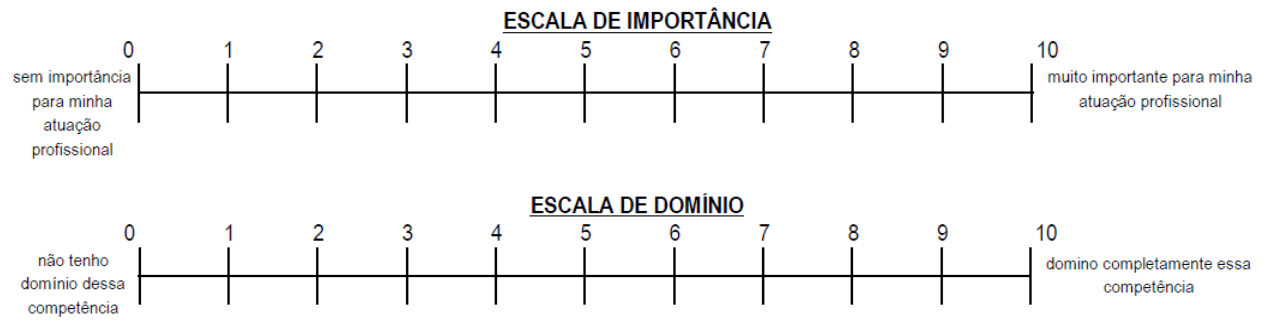 ESCALA DE IMPORTÂNCIA
0 1 2 3 4 5 6 7 8 9 10
sem importância
para minha
atuação
profissional
muito importante para minha
atuação profissional
ESCALA DE DOMÍNIO
0 1 2 3 4 5 6 7 8 9 10
não tenho
domínio dessa
competência
domino completamente essa
competência